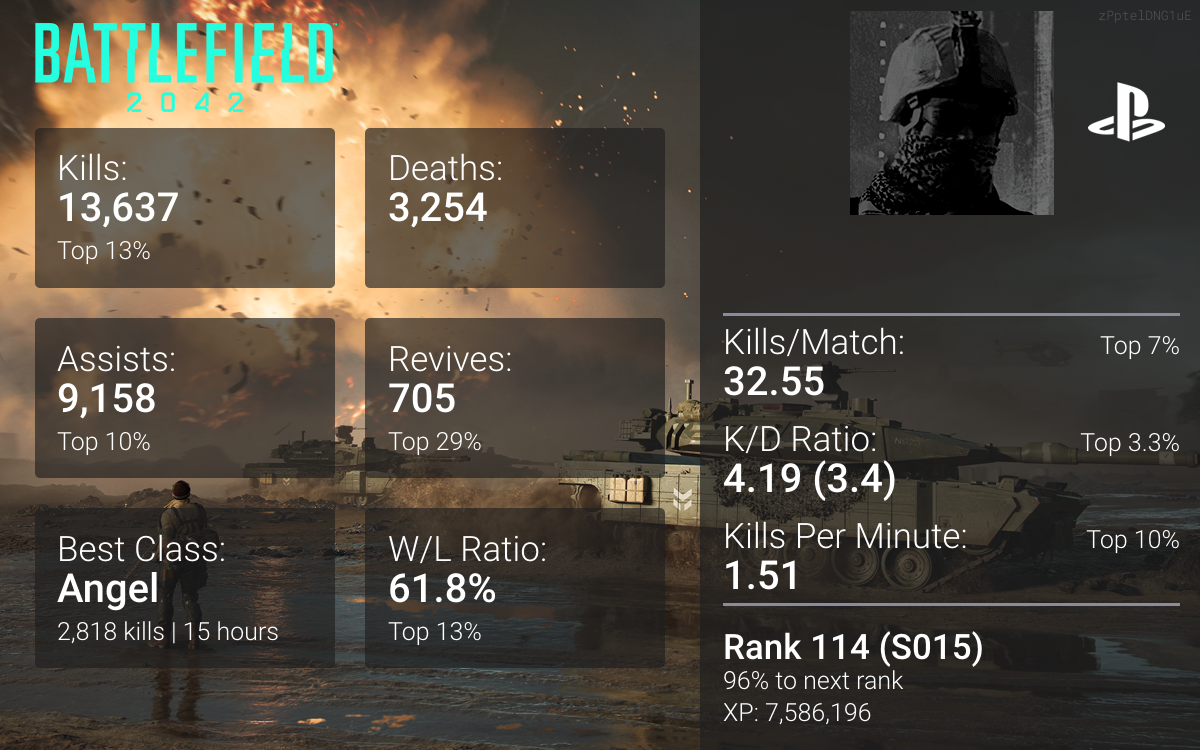 zPptelDNG1uE
BATTLEFIELD
2042
Kills:
13,637
Top 13%
Deaths:
3,254
Assists:
9,158
Top 10%
Revives:
705
Top 29%
Best Class:
Angel
2,818 kills | 15 hours
W/L Ratio:
61.8%
Top 13%
Kills/Match:
Top 7%
32.55
K/D Ratio:
Top 3.3%
4.19 (3.4)
Kills Per Minute:
Top 10%
1.51
Rank 114 (S015)
96% to next rank
XP: 7,586,196